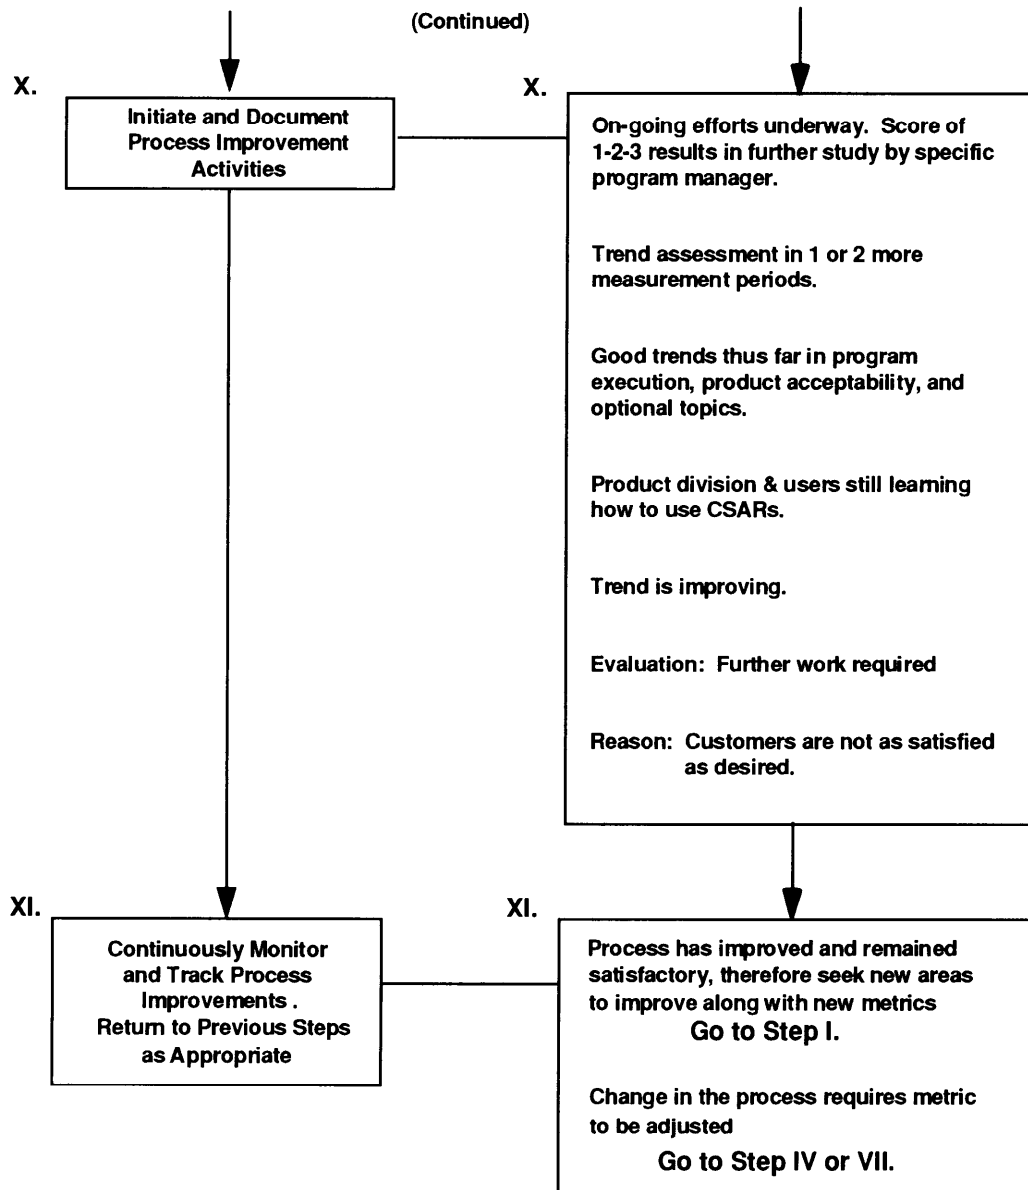 (Continued)
X.
Initiate and Document
Process Improvement
Activities
X.
On-going efforts underway.  Score of
1-2-3 results in further study by specific
program manager.
Trend assessment in 1 or 2 more
measurement periods.
Good trends thus far in program
execution, product acceptability, and
optional topics.
Product division & users still learning
how to use CSARs.
Trend is improving.
Evaluation:  Further work required
Reason:  Customers are not as satisfied
as desired.
XI.
Continuously Monitor
and Track Process
Improvements .
Return to Previous Steps
as Appropriate
XI.
Process has improved and remained
satisfactory, therefore seek new areas
to improve along with new metrics
Go to Step I.
Change in the process requires metric
to be adjusted
Go to Step IV or VII.